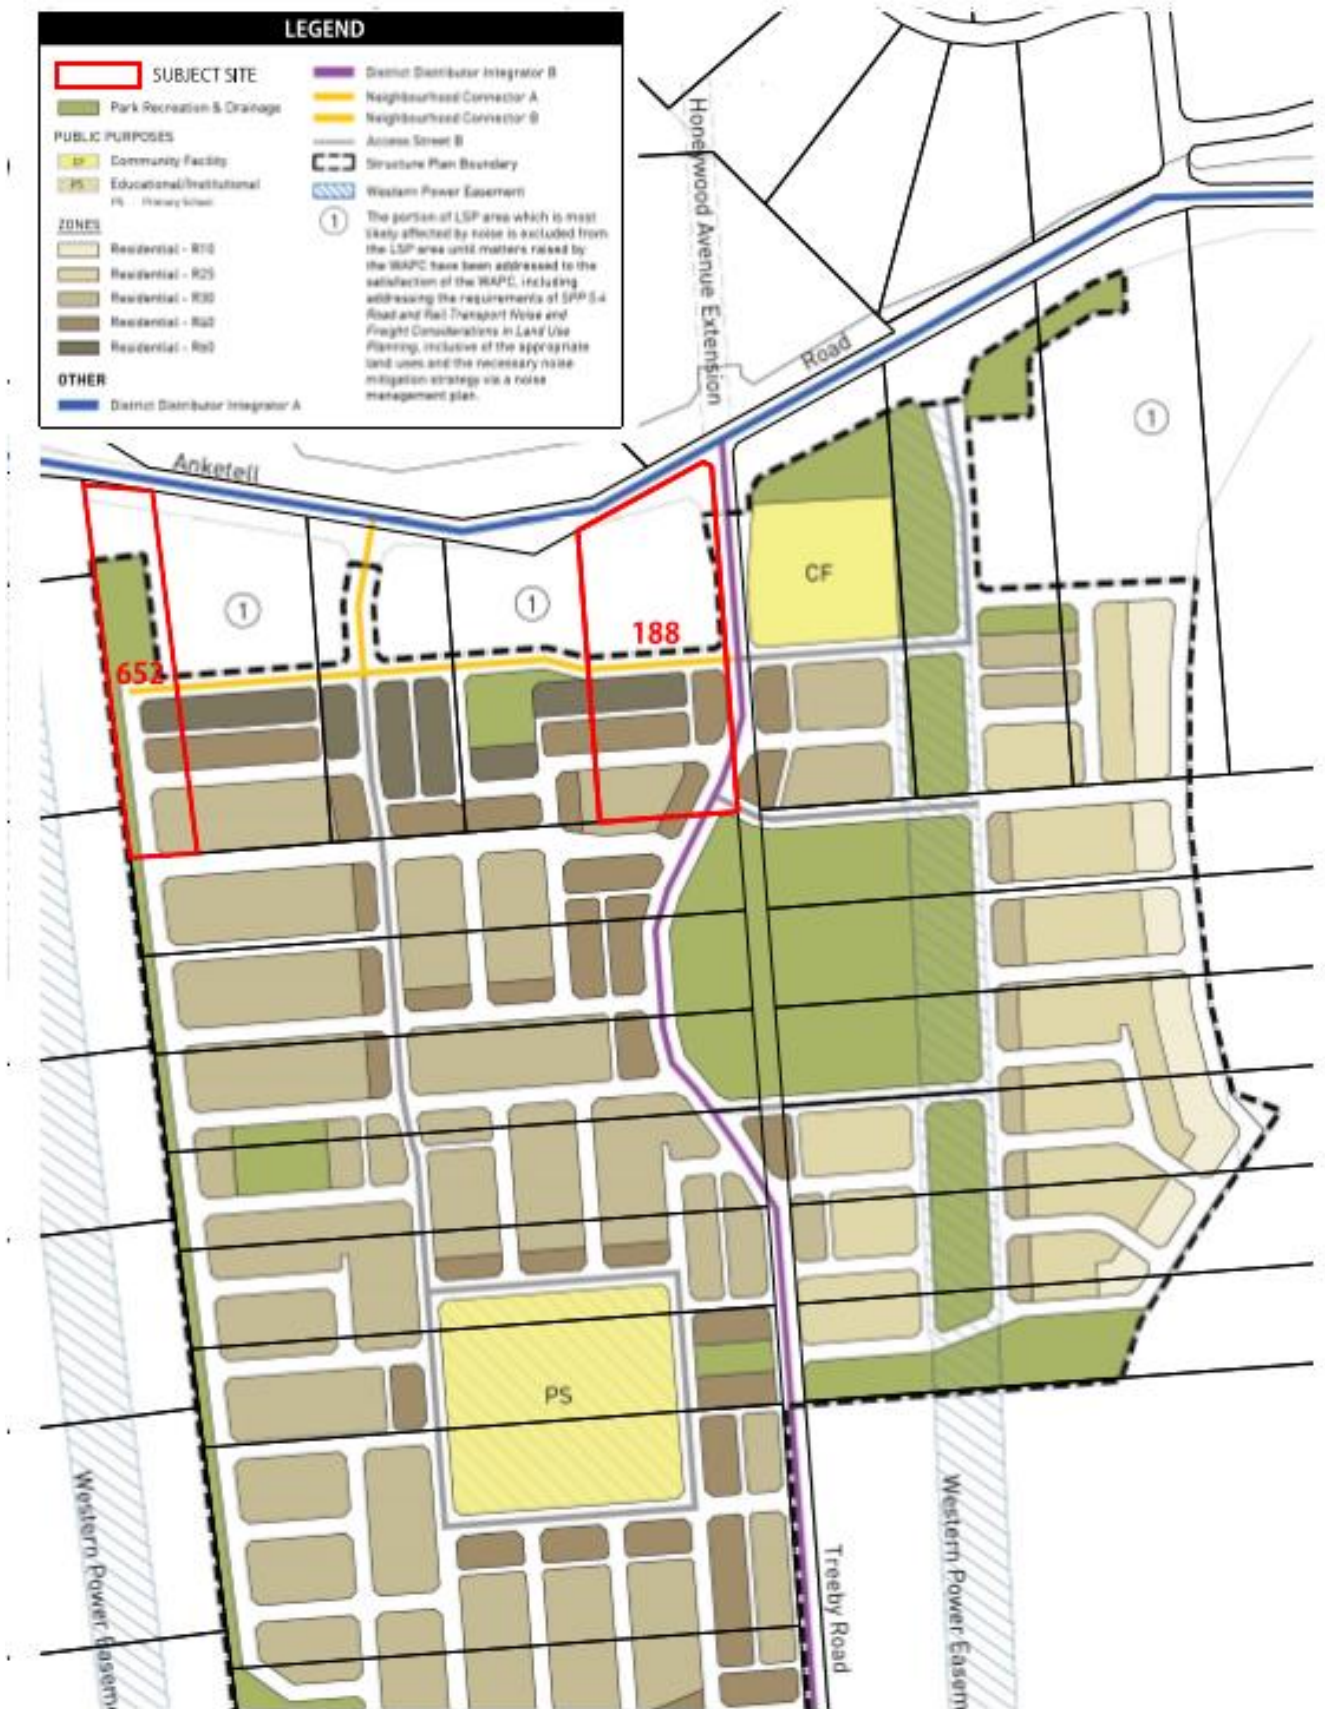 LEGEND
SUBJECT SITE
Park Recreation & Drainage
PUBLIC PURPOSES
CF Community Facility
PS Educational/Institutional
PS Primary School
ZONES
Residential - R10
Residential - R25
Residential - R30
Residential - R40
Residential - R60
OTHER
District Distributor Integrator A
District Distributor Integrator B
Neighbourhood Connector A
Neighbourhood Connector B
Access Street B
Structure Plan Boundary
Western Power Easement
1
The portion of LSP area which is most
likely affected by noise is excluded from
the LSP area until matters raised by
the WAPC have been addressed to the
satisfaction of the WAPC, including
addressing the requirements of SPP 5.4
Road and Rail Transport Noise and
Freight Considerations in Land Use
Planning, inclusive of the appropriate
land uses and the necessary noise
mitigation strategy via a noise
management plan.
Honeywood Avenue Extension
Road
Anketell
1
1
1
CF
188
652
PS
Western Power Easem
Western Power Easem
Treeby Road